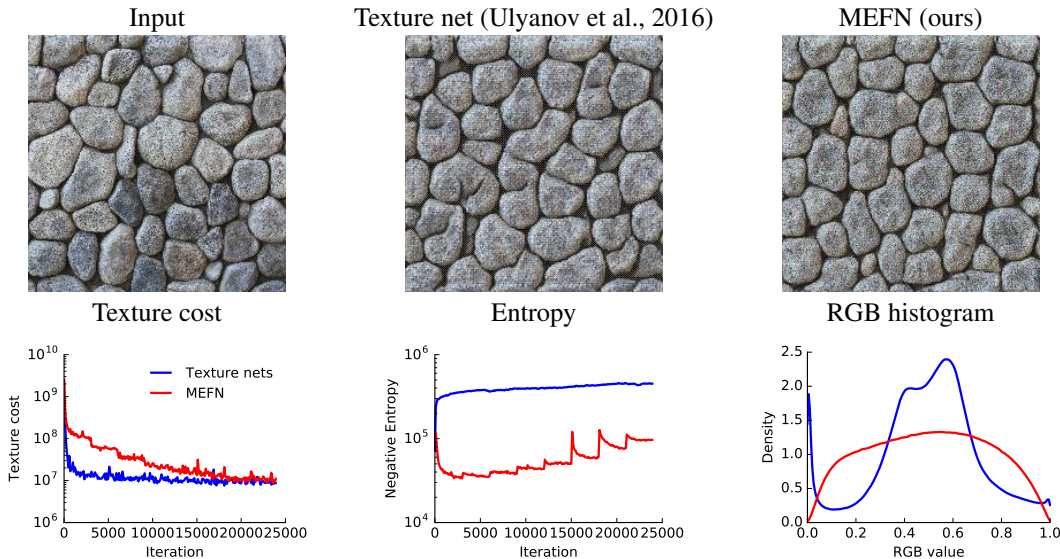 Input
Texture net (Ulyanov et al., 2016)
MEFN (ours)
Texture cost
Entropy
RGB histogram
10^10
10^9
10^8
10^7
10^6
Texture cost
Texture nets
MEFN
0 5000 10000 15000 20000 25000
Iteration
10^6
10^5
10^4
Negative Entropy
0 5000 10000 15000 20000 25000
Iteration
2.5
2.0
1.5
1.0
0.5
0.0
Density
0.0 0.2 0.4 0.6 0.8 1.0
RGB value